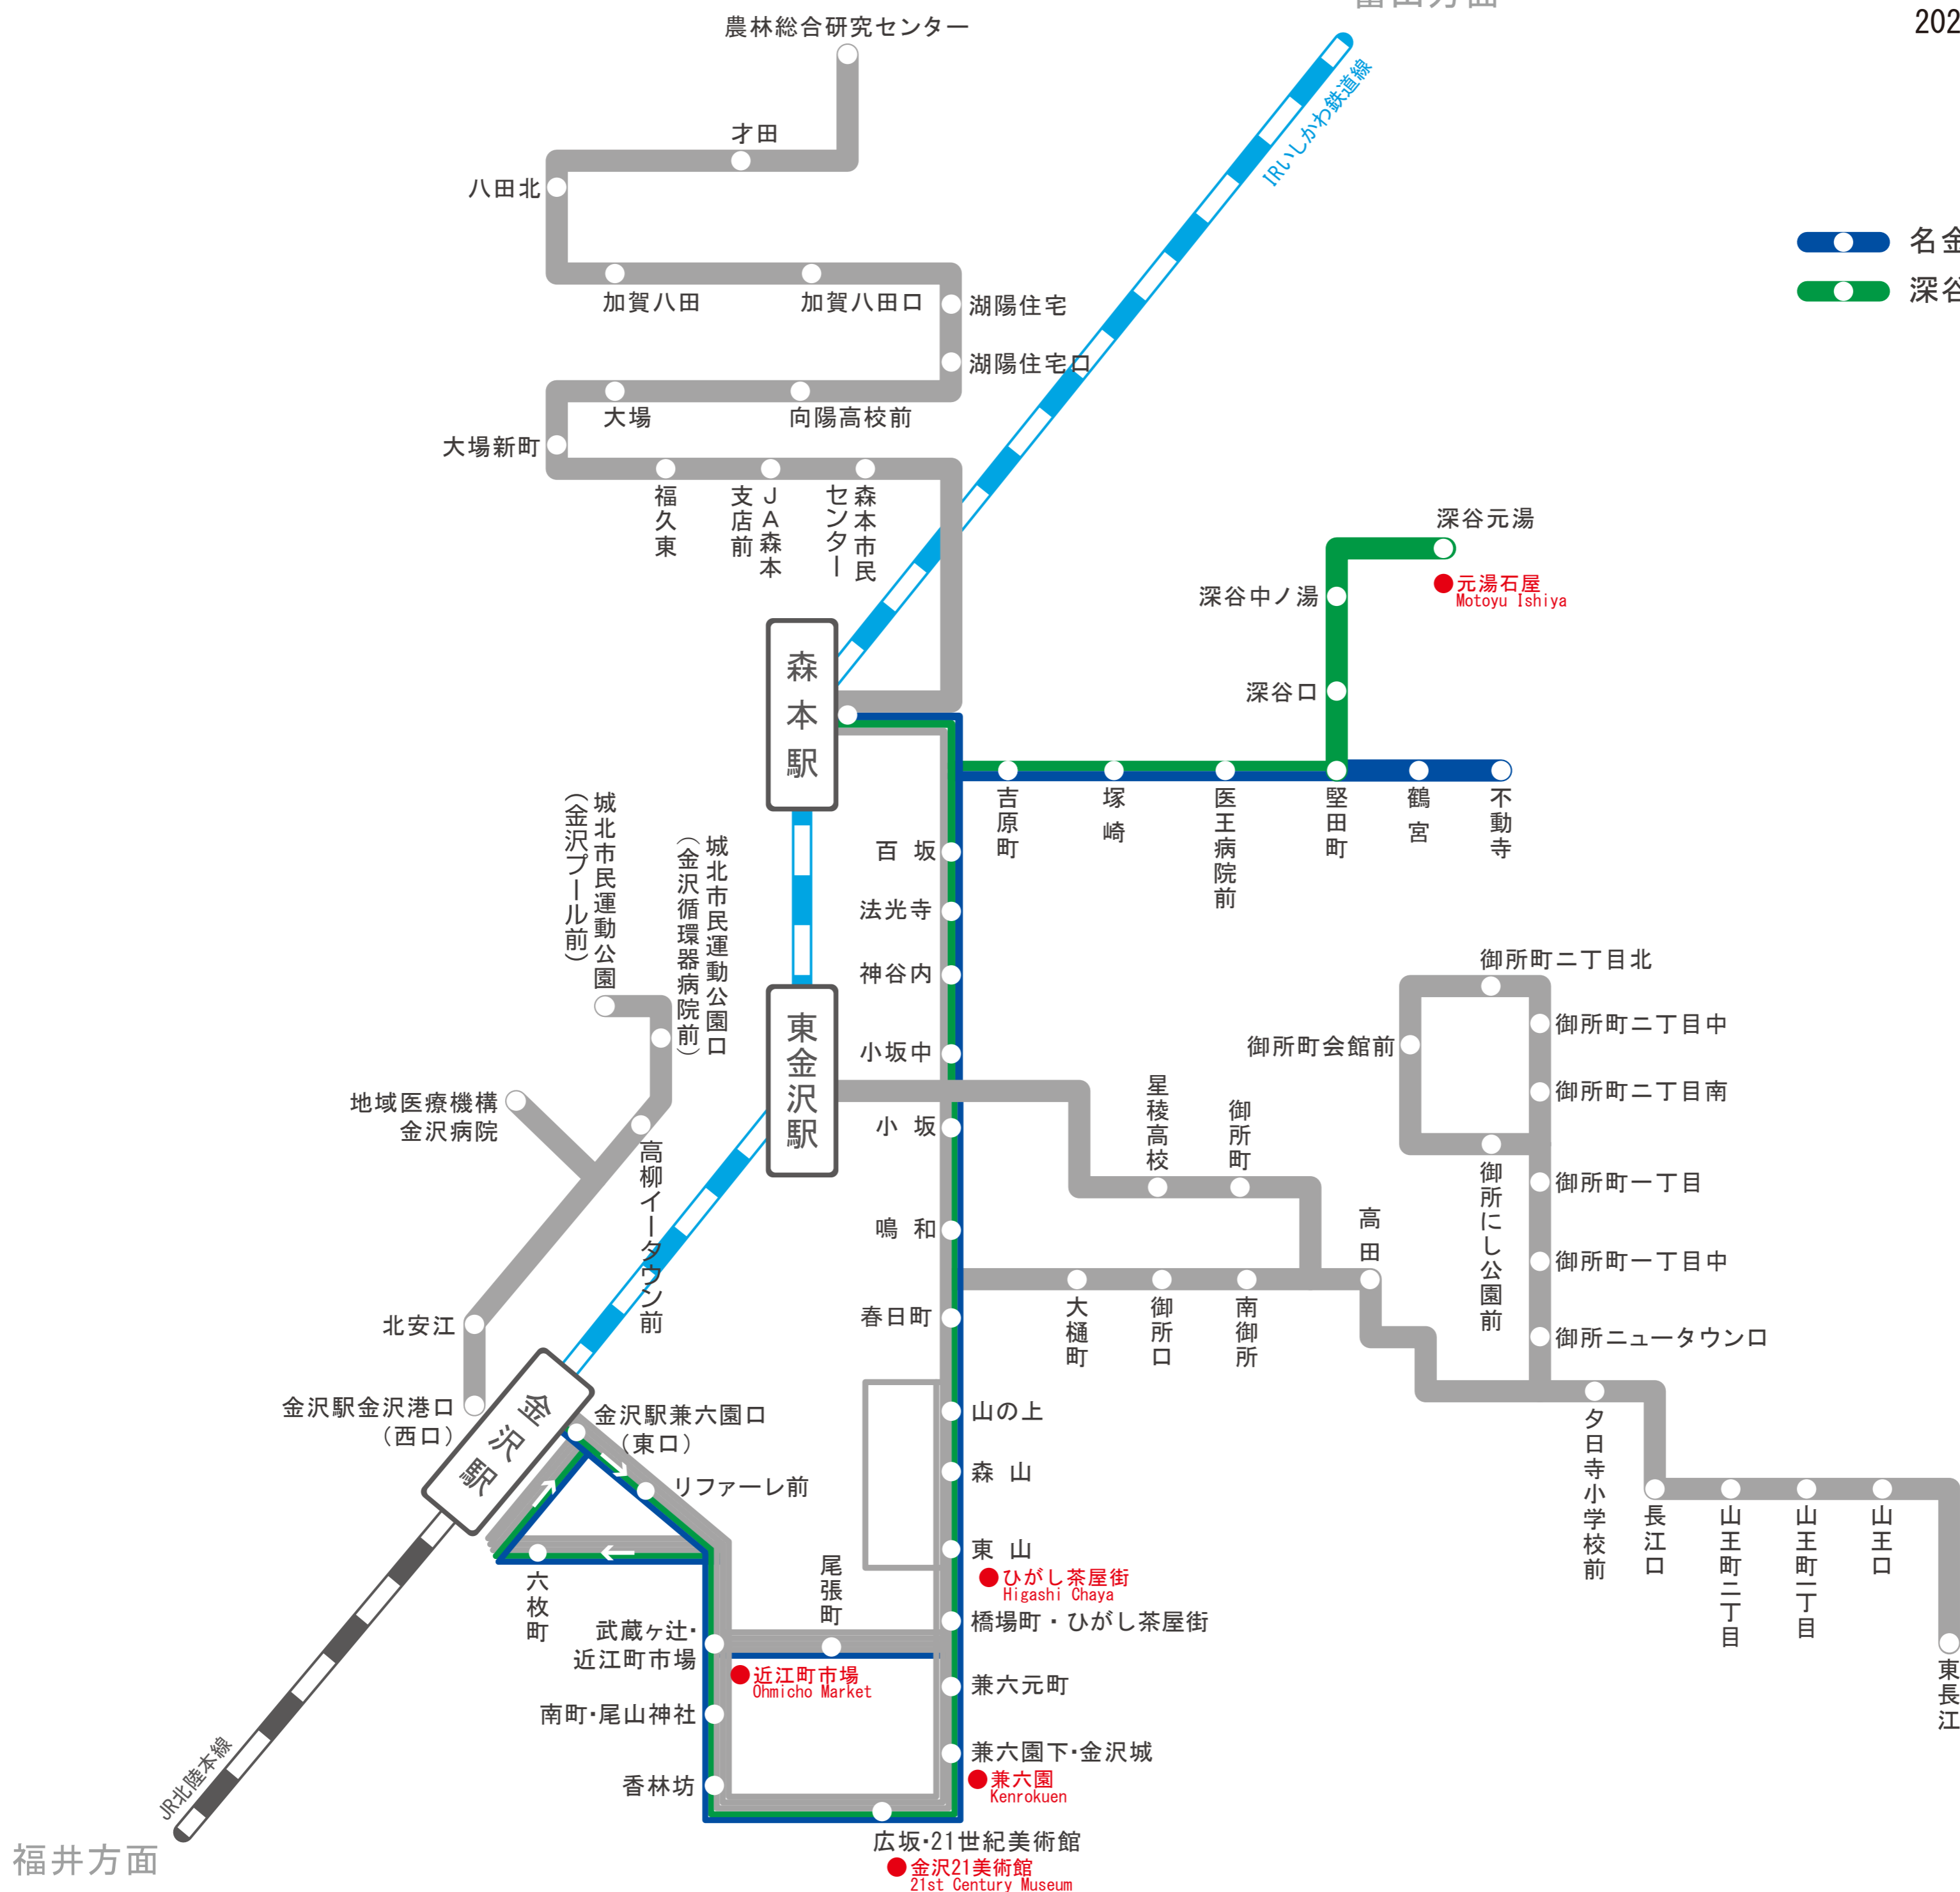 富山方面
202
農林総合研究センター
IRいしかわ鉄道線
才田
八田北
名金
深谷
加賀八田
加賀八田口
湖陽住宅
湖陽住宅口
大場
向陽高校前
大場新町
福久東
JA森本
支店前
森本市民
センター
深谷元湯
元湯石屋
Motoyu Ishiya
深谷中ノ湯
深谷口
森本駅
吉原町
塚崎
医王病院前
堅田町
鶴宮
不動寺
城北市民運動公園
(金沢プール前)
城北市民運動公園口
(金沢循環器病院前)
百坂
法光寺
神谷内
小坂中
小坂
鳴和
春日町
東金沢駅
地域医療機構
金沢病院
高柳イータウン前
北安江
御所町二丁目北
御所町二丁目中
御所町会館前
御所町二丁目南
星稜高校
御所町
御所にし公園前
御所町一丁目
御所町一丁目中
御所ニュータウン口
高田
大樋町
御所口
南御所
金沢駅金沢港口
(西口)
金沢駅
金沢駅兼六園口
(東口)
リファーレ前
山の上
森山
東山
ひがし茶屋街
Higashi Chaya
夕日寺小学校前
長江口
山王町二丁目
山王町一丁目
山王口
東長江
六枚町
尾張町
橋場町・ひがし茶屋街
武蔵ヶ辻・
近江町市場
近江町市場
Ohmicho Market
兼六元町
南町・尾山神社
兼六園下・金沢城
兼六園
Kenrokuen
香林坊
JR北陸本線
福井方面
広坂・21世紀美術館
金沢21美術館
21st Century Museum